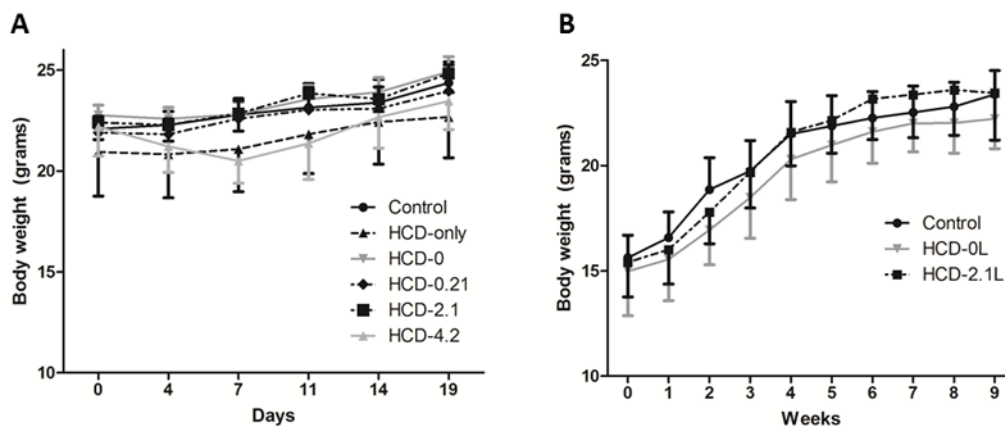 A
Body weight (grams)
25
20
15
10
Control
HCD-only
HCD-0
HCD-0.21
HCD-2.1
HCD-4.2
0 4 7 11 14 19
Days
B
Body weight (grams)
25
20
15
10
Control
HCD-0L
HCD-2.1L
0 1 2 3 4 5 6 7 8 9
Weeks